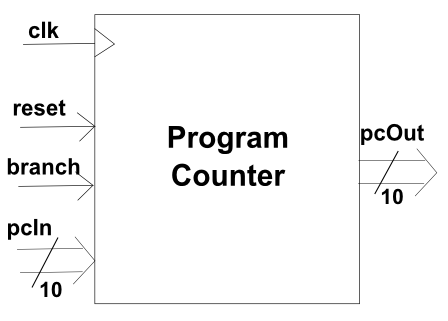 clk
reset
branch
pcIn
10
Program
Counter
pcOut
10